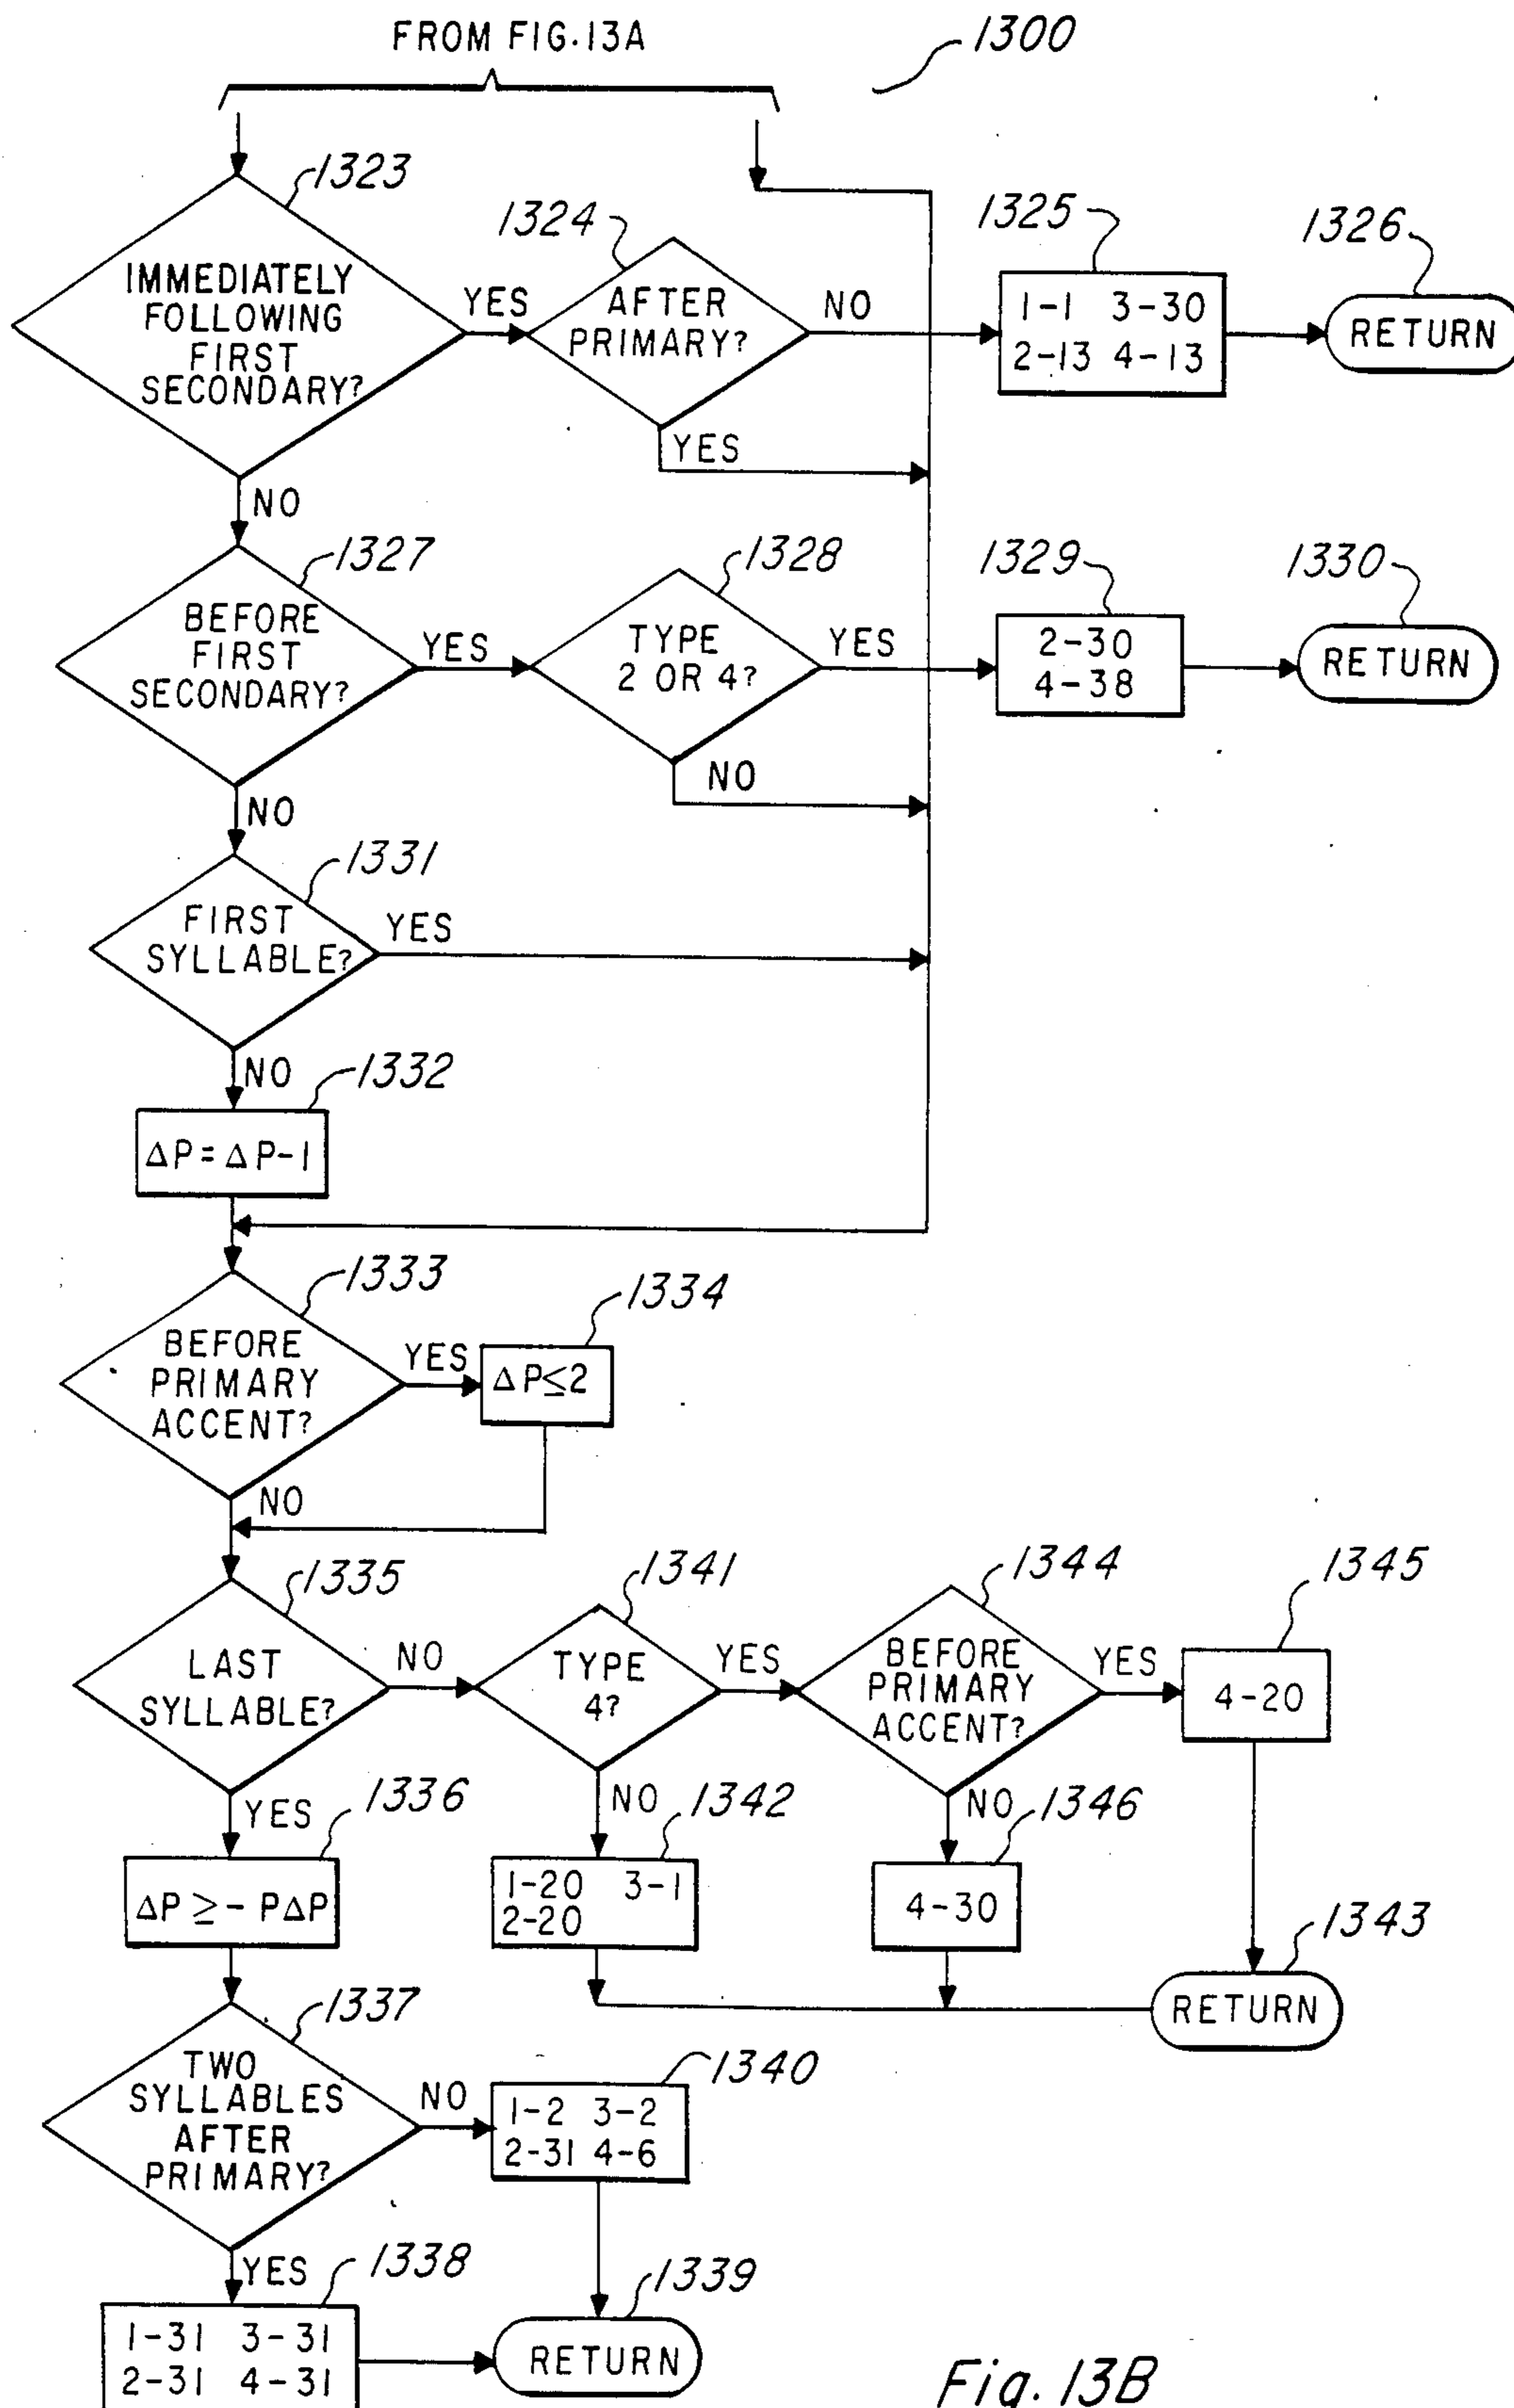 FROM FIG.13A
1300
1323
IMMEDIATELY
FOLLOWING
FIRST
SECONDARY?
YES
NO
1324
AFTER
PRIMARY?
NO
YES
1325
1-1 3-30
2-13 4-13
1326
RETURN
1327
BEFORE
FIRST
SECONDARY?
YES
NO
1328
TYPE
2 OR 4?
YES
NO
1329
2-30
4-38
1330
RETURN
1331
FIRST
SYLLABLE?
YES
NO
1332
ΔP=ΔP-1
1333
BEFORE
PRIMARY
ACCENT?
YES
NO
1334
ΔP≤2
1335
LAST
SYLLABLE?
NO
YES
1341
TYPE
4?
YES
NO
1344
BEFORE
PRIMARY
ACCENT?
YES
NO
1345
4-20
1336
ΔP≥-PΔP
1342
1-20 3-1
2-20
1346
4-30
1343
RETURN
1337
TWO
SYLLABLES
AFTER
PRIMARY?
NO
YES
1340
1-2 3-2
2-31 4-6
1338
1-31 3-31
2-31 4-31
1339
RETURN
Fig. 13B